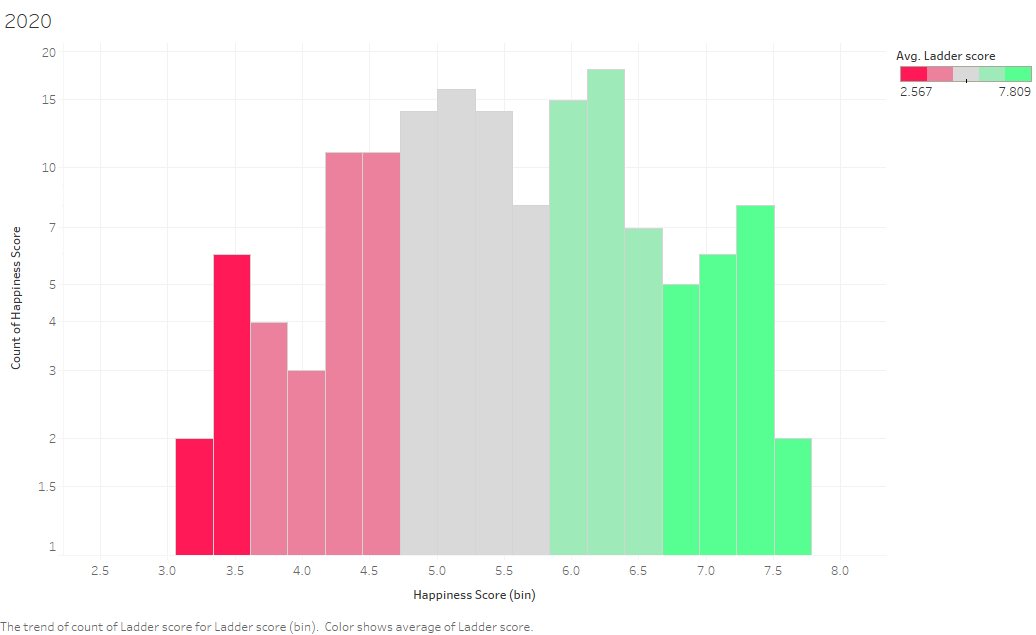 2020
Avg. Ladder score
2.567 7.809
Count of Happiness Score
20
15
10
7
5
4
3
2
1.5
1
2.5 3.0 3.5 4.0 4.5 5.0 5.5 6.0 6.5 7.0 7.5 8.0
Happiness Score (bin)
The trend of count of Ladder score for Ladder score (bin). Color shows average of Ladder score.